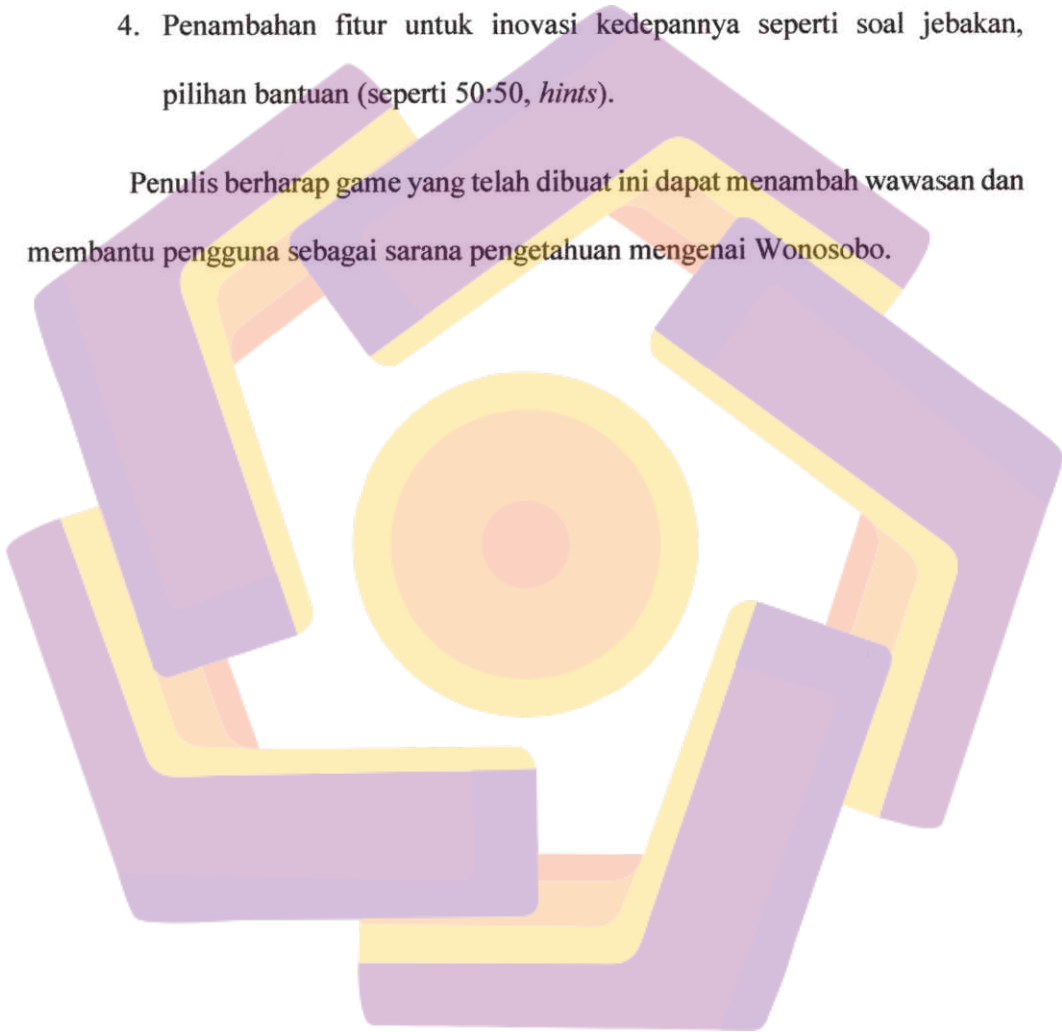 4. Penambahan fitur untuk inovasi kedepannya seperti soal jebakan,
pilihan bantuan (seperti 50:50, hints).
Penulis berharap game yang telah dibuat ini dapat menambah wawasan dan
membantu pengguna sebagai sarana pengetahuan mengenai Wonosobo.